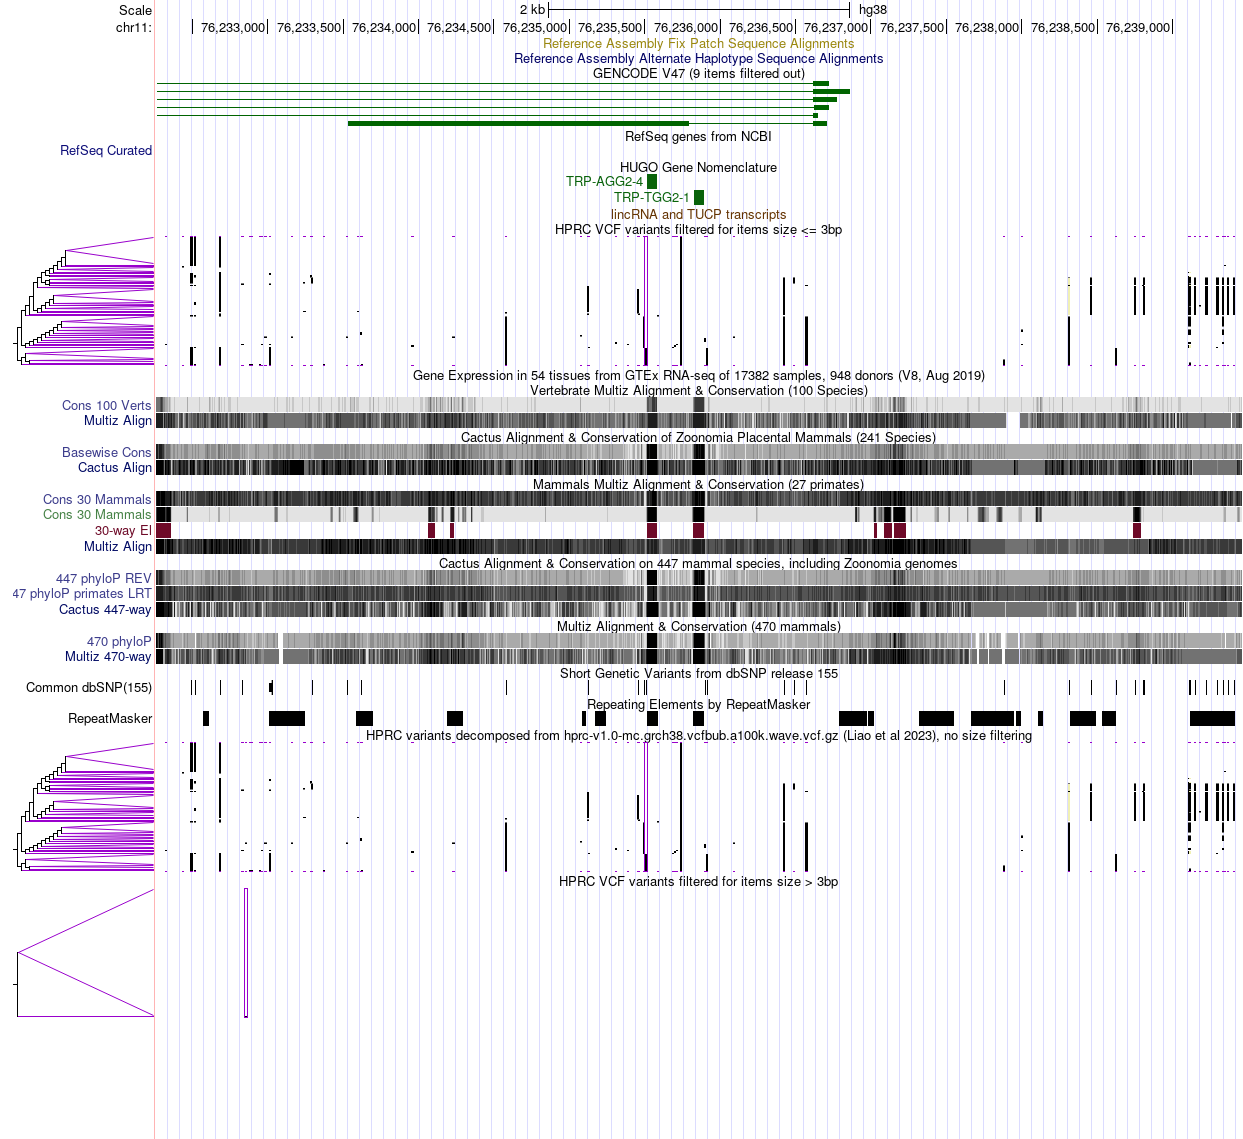 Scale 2 kb hg38
chr11: 76,233,000 76,233,500 76,234,000 76,234,500 76,235,000 76,235,500 76,236,000 76,236,500 76,237,000 76,237,500 76,238,000 76,238,500 76,239,000
Reference Assembly Fix Patch Sequence Alignments
Reference Assembly Alternate Haplotype Sequence Alignments
GENCODE V47 (9 items filtered out)
RefSeq genes from NCBI
RefSeq Curated
HUGO Gene Nomenclature
TRP-AGG2-4
TRP-TGG2-1
lincRNA and TUCP transcripts
HPRC VCF variants filtered for items size <= 3bp
Gene Expression in 54 tissues from GTEx RNA-seq of 17382 samples, 948 donors (V8, Aug 2019)
Vertebrate Multiz Alignment & Conservation (100 Species)
Cons 100 Verts
Multiz Align
Cactus Alignment & Conservation of Zoonomia Placental Mammals (241 Species)
Basewise Cons
Cactus Align
Mammals Multiz Alignment & Conservation (27 primates)
Cons 30 Mammals
Cons 30 Mammals
30-way El
Multiz Align
Cactus Alignment & Conservation on 447 mammal species, including Zoonomia genomes
447 phyloP REV
47 phyloP primates LRT
Cactus 447-way
Multiz Alignment & Conservation (470 mammals)
470 phyloP
Multiz 470-way
Short Genetic Variants from dbSNP release 155
Common dbSNP(155)
Repeating Elements by RepeatMasker
RepeatMasker
HPRC variants decomposed from hprc-v1.0-mc.grch38.vcfbub.a100k.wave.vcf.gz (Liao et al 2023), no size filtering
HPRC VCF variants filtered for items size > 3bp